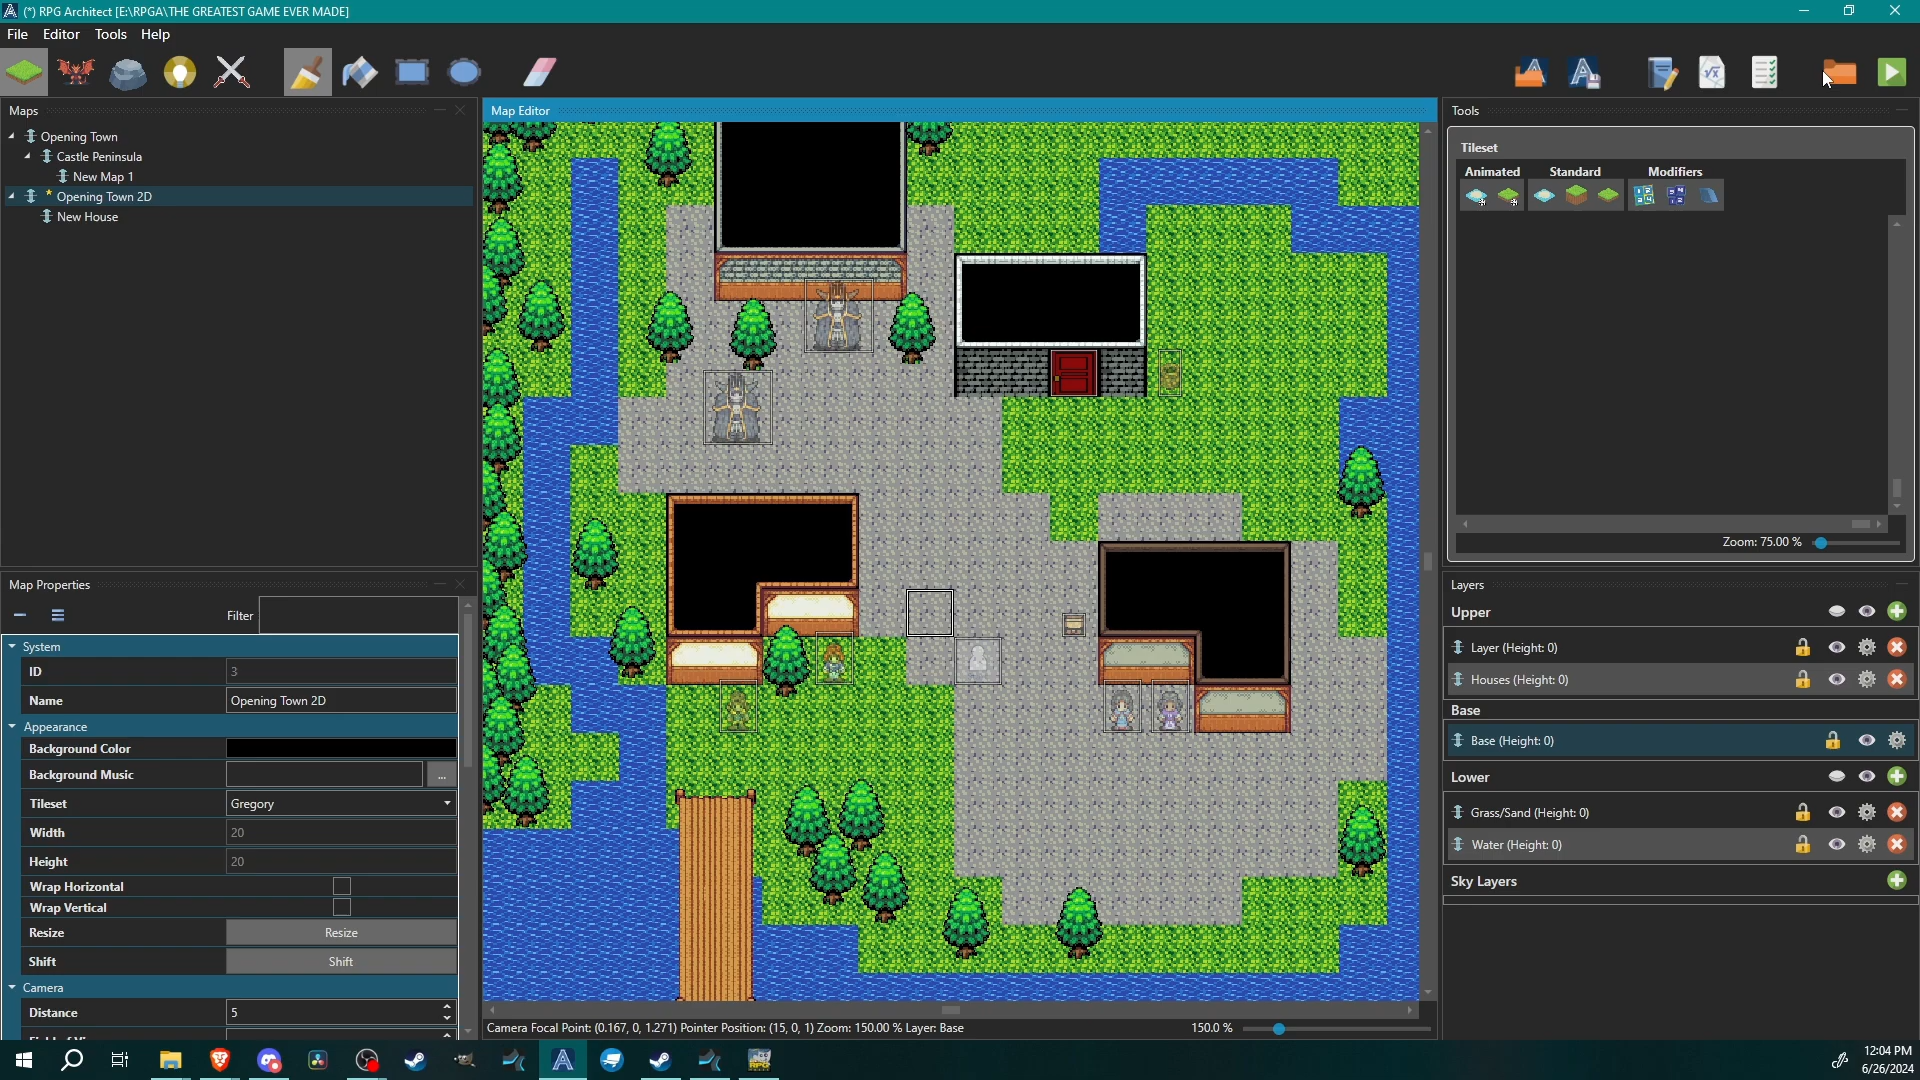 (*) RPG Architect [E:\RPGA\THE GREATEST GAME EVER MADE]
File Editor Tools Help
Maps
Opening Town
Castle Peninsula
New Map 1
* Opening Town 2D
New House
Map Properties
Filter
System
ID 3
Name Opening Town 2D
Appearance
Background Color
Background Music ...
Tileset Gregory
Width 20
Height 20
Wrap Horizontal
Wrap Vertical
Resize Resize
Shift Shift
Camera
Distance 5
Map Editor
Camera Focal Point: (0.167, 0, 1.271) Pointer Position: (15, 0, 1) Zoom: 150.00 % Layer: Base
150.0 %
Tools
Tileset
Animated Standard Modifiers
Zoom: 75.00 %
Layers
Upper
Layer (Height: 0)
Houses (Height: 0)
Base
Base (Height: 0)
Lower
Grass/Sand (Height: 0)
Water (Height: 0)
Sky Layers
12:04 PM
6/26/2024